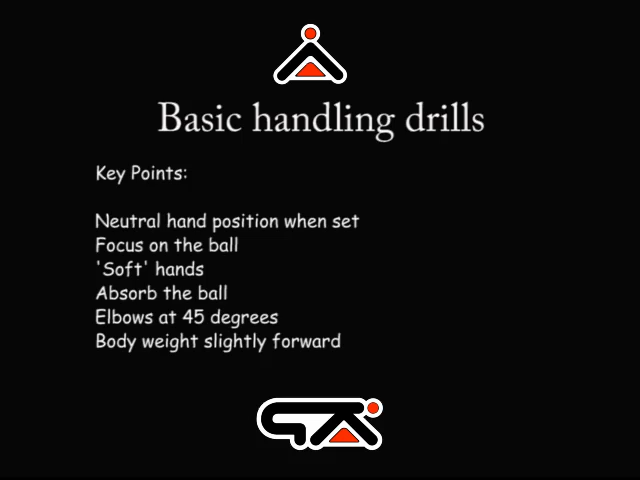 Basic handling drills
Key Points:
Neutral hand position when set
Focus on the ball
'Soft' hands
Absorb the ball
Elbows at 45 degrees
Body weight slightly forward